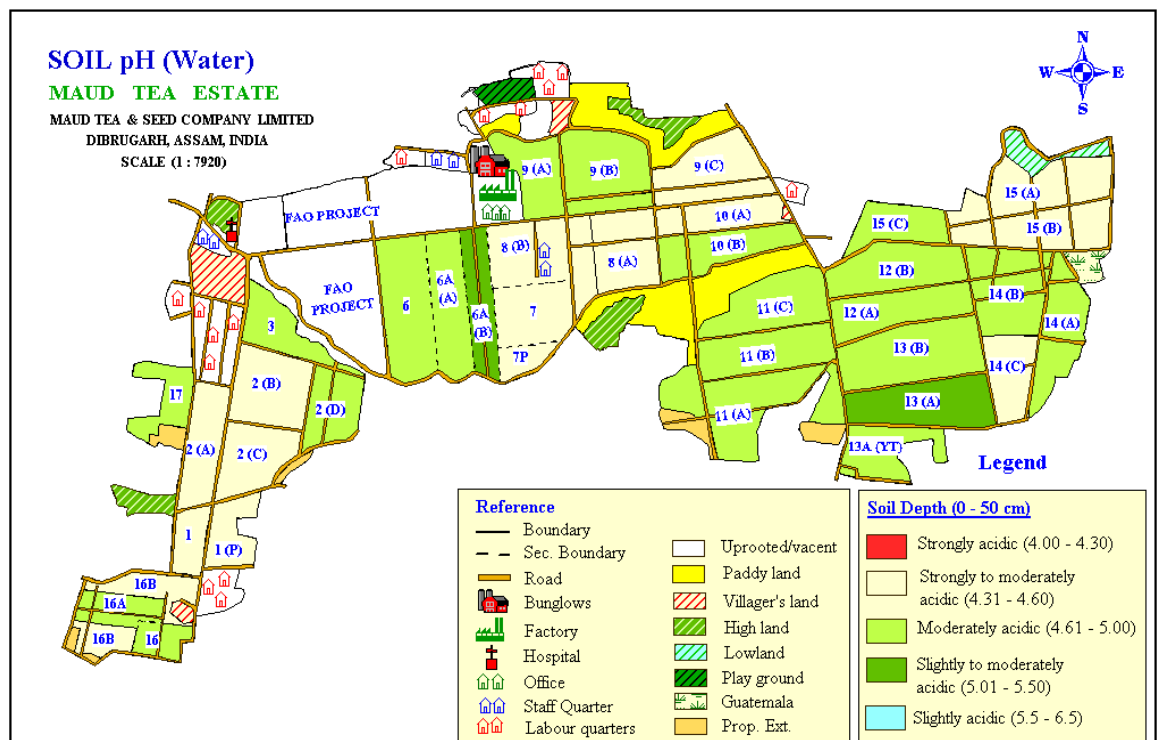 SOIL pH (Water)
MAUD TEA ESTATE
MAUD TEA & SEED COMPANY LIMITED
DIBRUGARH, ASSAM, INDIA
SCALE (1 : 7920)
N
W E
S
9 (A)
9 (B)
9 (C)
15 (A)
FAO PROJECT
10 (A)
15 (C)
15 (B)
8 (B)
10 (B)
8 (A)
12 (B)
6A
(A)
FAO
PROJECT
6
14 (B)
7
6A
(B)
11 (C)
12 (A)
14 (A)
3
13 (B)
7P
11 (B)
14 (C)
2 (B)
17
2 (D)
13 (A)
11 (A)
2 (A)
2 (C)
13A (YT)
1
1 (P)
16B
16A
16B
16
Legend
Reference
Boundary
Sec. Boundary
Road
Bunglows
Factory
Hospital
Office
Staff Quarter
Labour quarters
Uprooted/vacent
Paddy land
Villager's land
High land
Lowland
Play ground
Guatemala
Prop. Ext.
Soil Depth (0 - 50 cm)
Strongly acidic (4.00 - 4.30)
Strongly to moderately
acidic (4.31 - 4.60)
Moderately acidic (4.61 - 5.00)
Slightly to moderately
acidic (5.01 - 5.50)
Slightly acidic (5.5 - 6.5)